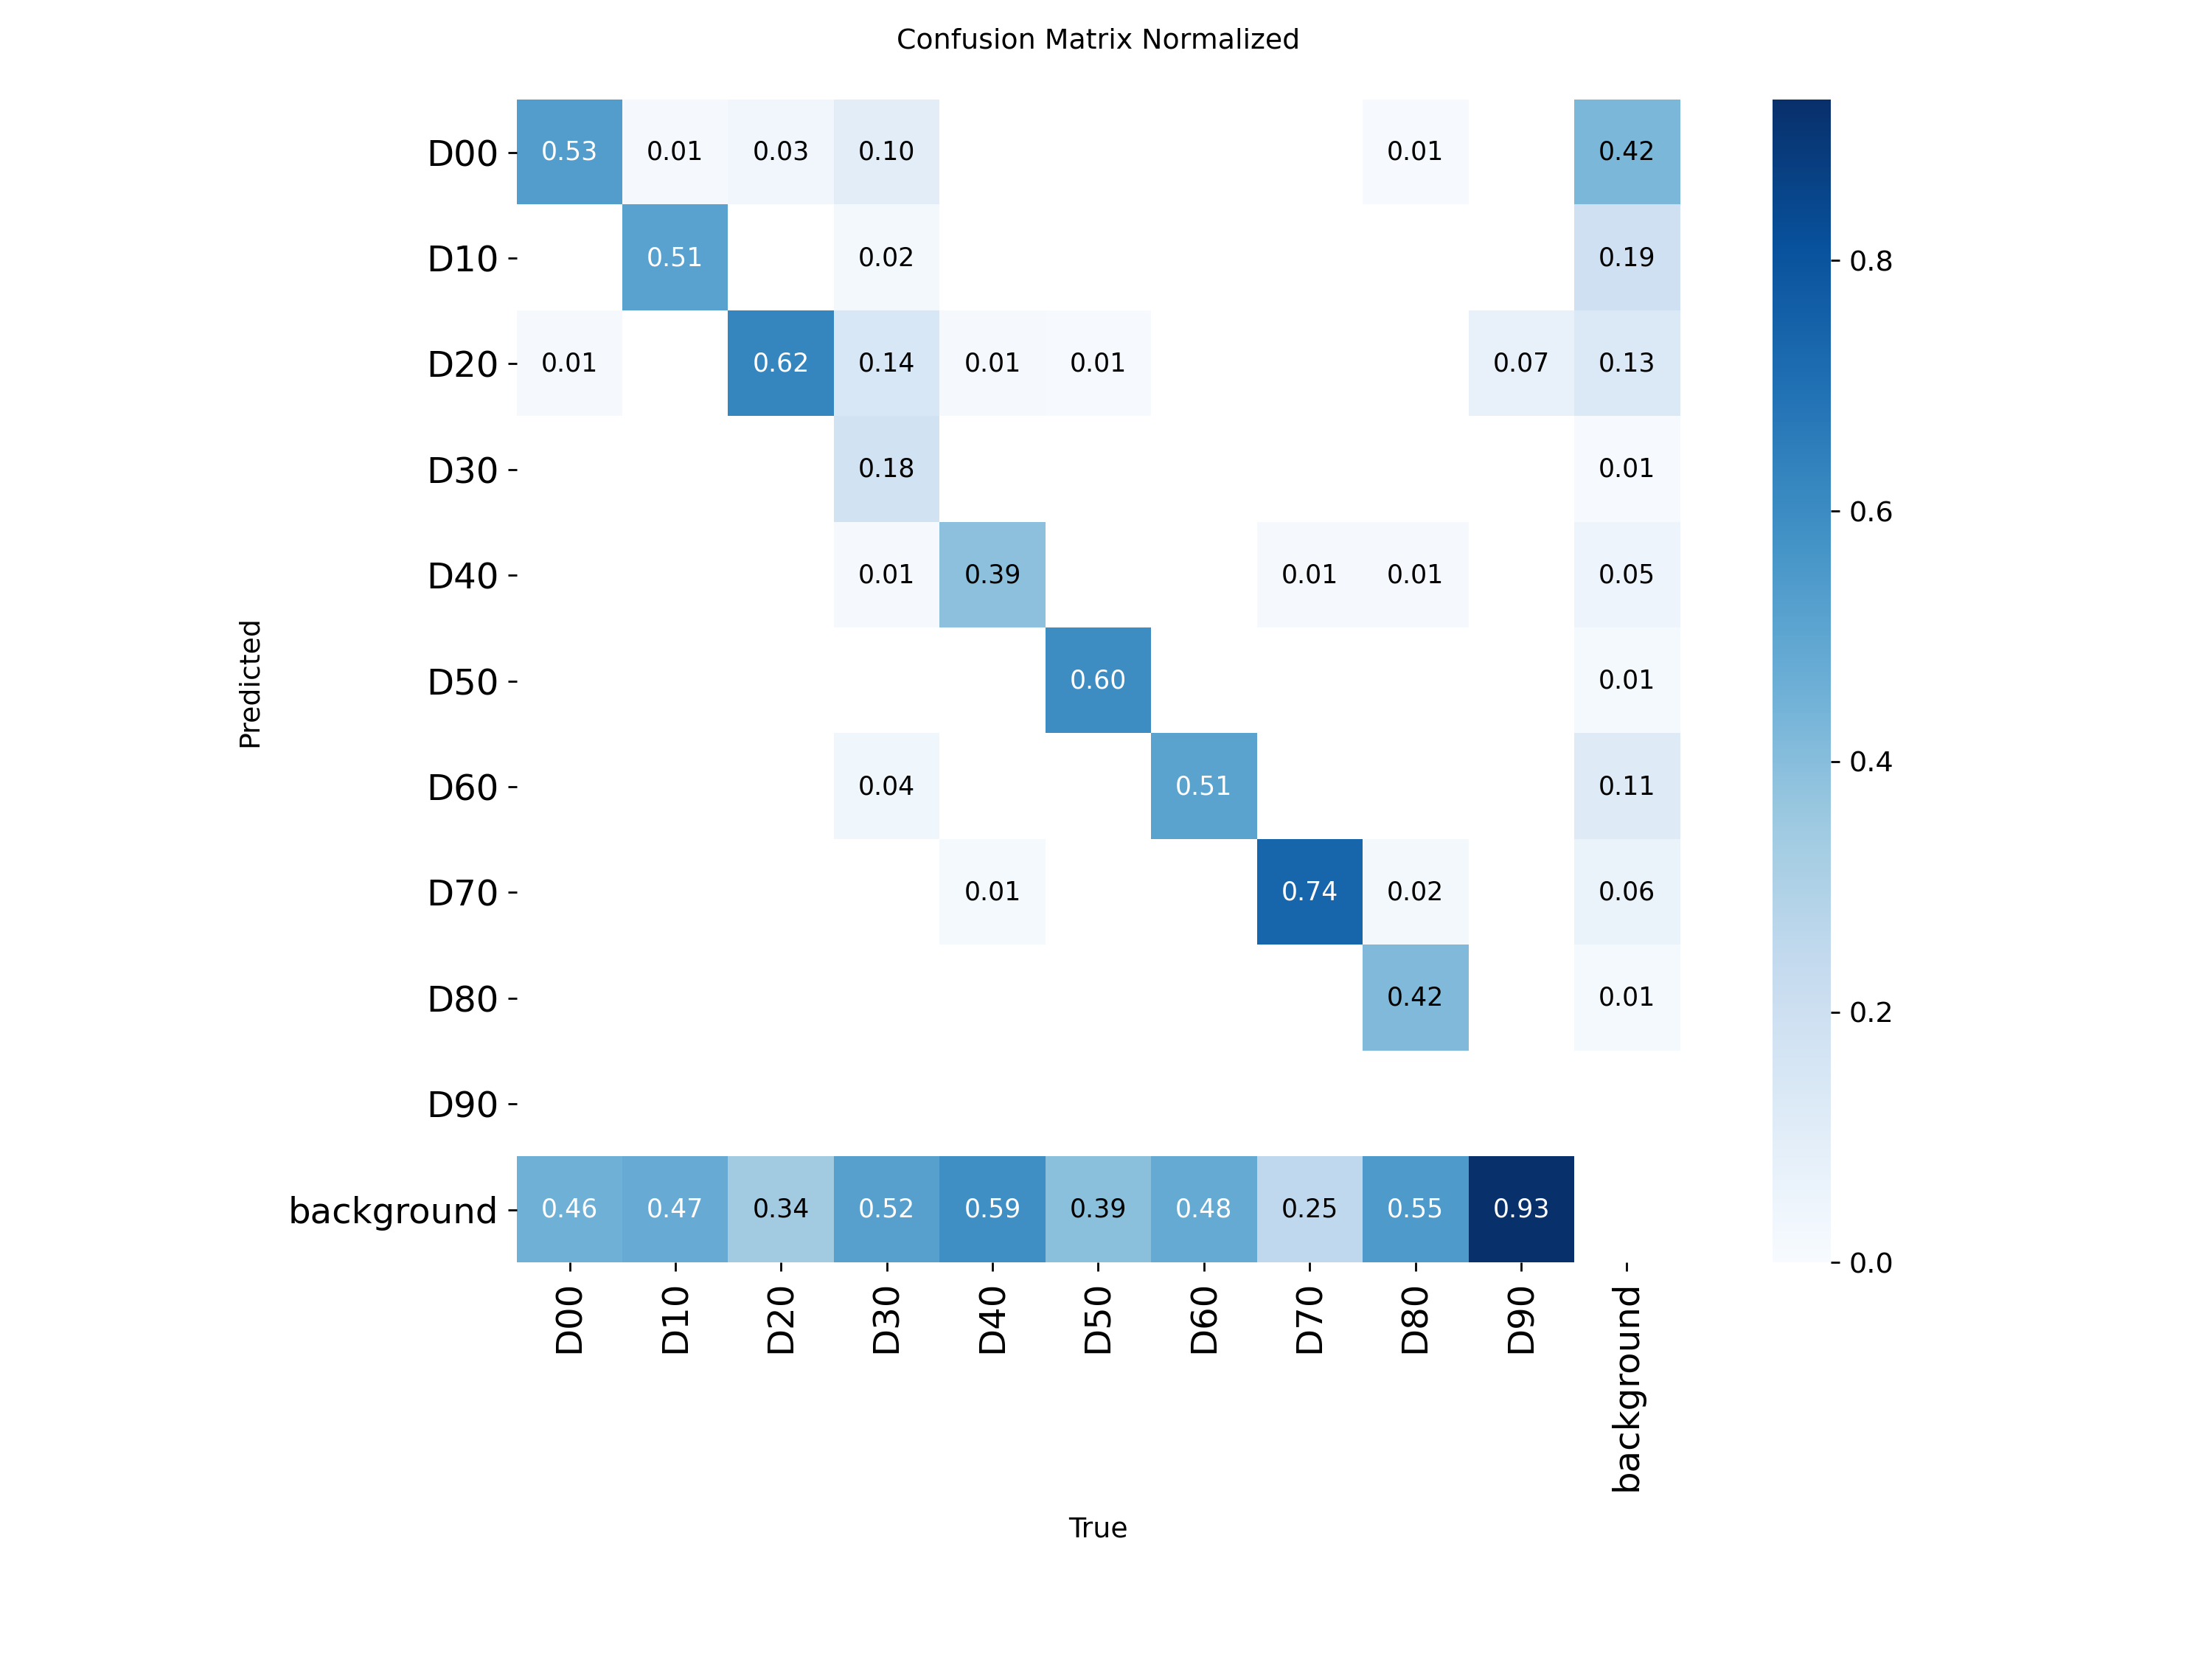 Confusion Matrix Normalized
D00 0.53 0.01 0.03 0.10 0.01 0.42
D10 0.51 0.02 0.19
D20 0.01 0.62 0.14 0.01 0.01 0.07 0.13
D30 0.18 0.01
D40 0.01 0.39 0.01 0.01 0.05
D50 0.60 0.01
D60 0.04 0.51 0.11
D70 0.01 0.74 0.02 0.06
D80 0.42 0.01
D90
background 0.46 0.47 0.34 0.52 0.59 0.39 0.48 0.25 0.55 0.93
D00 D10 D20 D30 D40 D50 D60 D70 D80 D90 background
True
Predicted
0.8
0.6
0.4
0.2
0.0